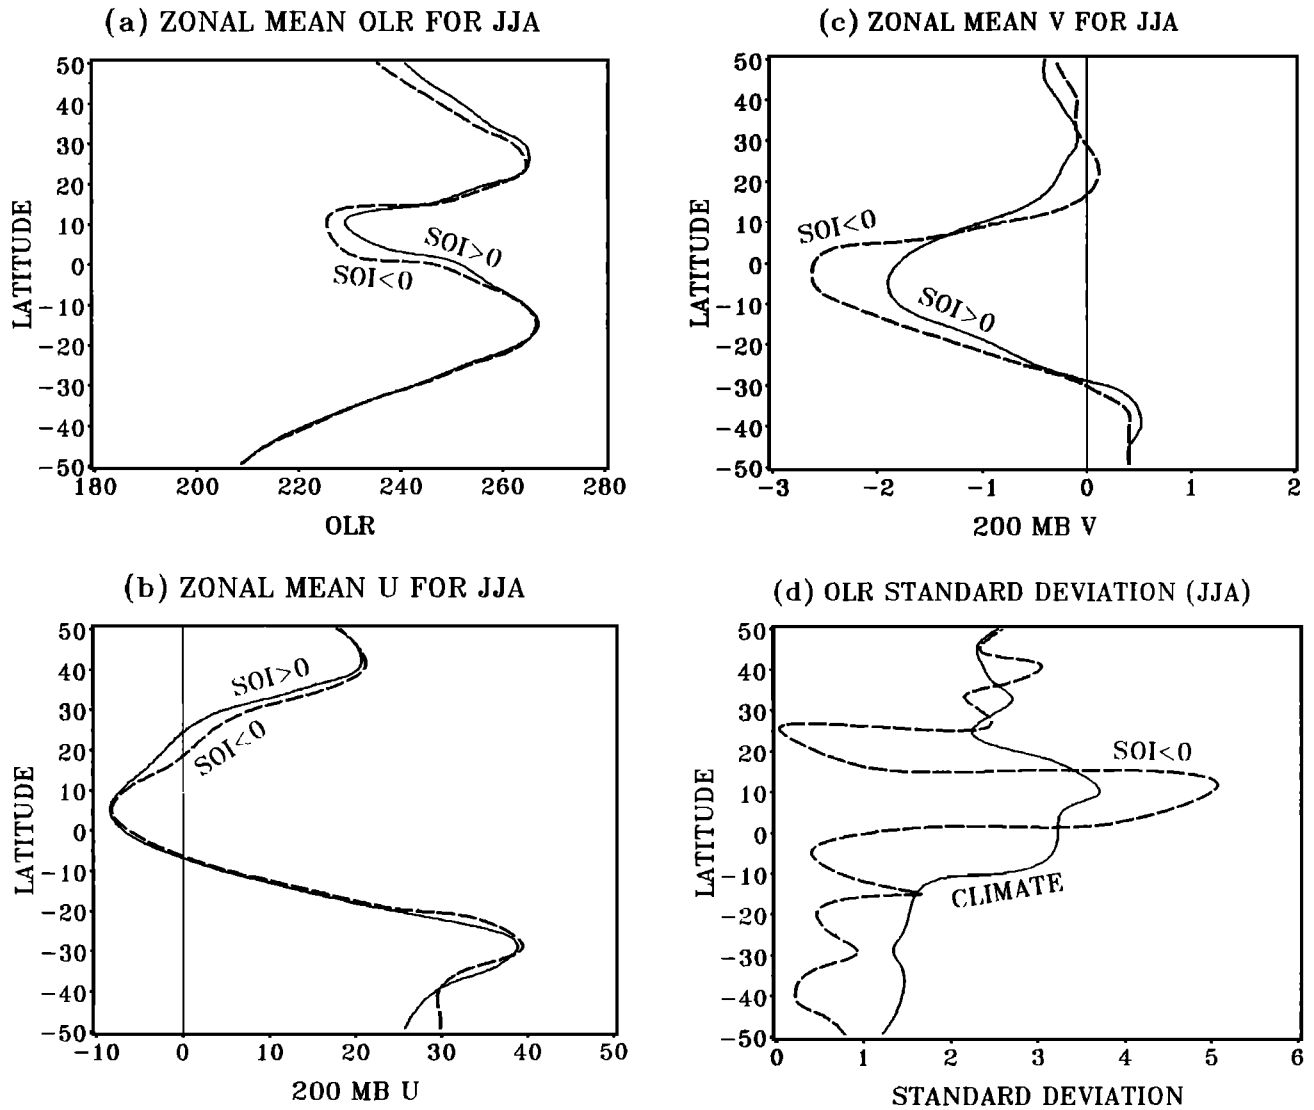 (a) ZONAL MEAN OLR FOR JJA
50
40
30
20
10
0
-10
-20
-30
-40
-50
LATITUDE
SOI>0
SOI<0
180 200 220 240 260 280
OLR
(c) ZONAL MEAN V FOR JJA
50
40
30
20
10
0
-10
-20
-30
-40
-50
LATITUDE
SOI<0
SOI>0
-3 -2 -1 0 1 2
200 MB V
(b) ZONAL MEAN U FOR JJA
50
40
30
20
10
0
-10
-20
-30
-40
-50
LATITUDE
SOI>0
SOI<0
-10 0 10 20 30 40 50
200 MB U
(d) OLR STANDARD DEVIATION (JJA)
50
40
30
20
10
0
-10
-20
-30
-40
-50
LATITUDE
SOI<0
CLIMATE
0 1 2 3 4 5 6
STANDARD DEVIATION